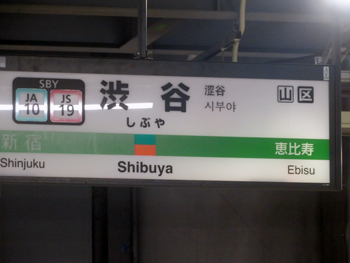 SBY
JA 10 JS 19
渋谷 涩谷 山 区
시부야
しぶや
新宿 恵比寿
Shinjuku Shibuya Ebisu